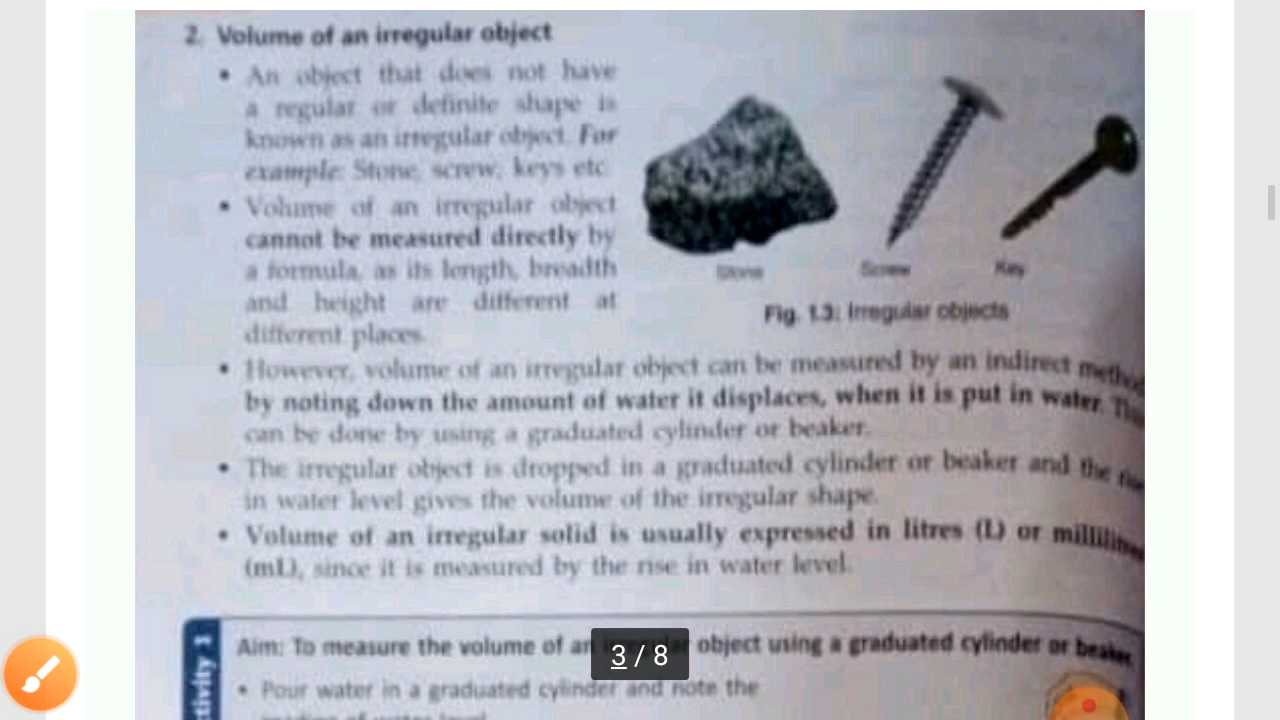 2. Volume of an irregular object
• An object that does not have
a regular or definite shape is
known as an irregular object. For
example: Stone, screw, keys etc.
• Volume of an irregular object
cannot be measured directly by
a formula, as its length, breadth
and height are different at
different places.
Stone
Screw
Key
Fig. 1.3: Irregular objects
• However, volume of an irregular object can be measured by an indirect method
by noting down the amount of water it displaces, when it is put in water.
can be done by using a graduated cylinder or beaker.
• The irregular object is dropped in a graduated cylinder or beaker and the
in water level gives the volume of the irregular shape.
• Volume of an irregular solid is usually expressed in litres (L) or
(mL), since it is measured by the rise in water level.
Aim: To measure the volume of an object using a graduated cylinder or beaker.
3 / 8
• Pour water in a graduated cylinder and note the